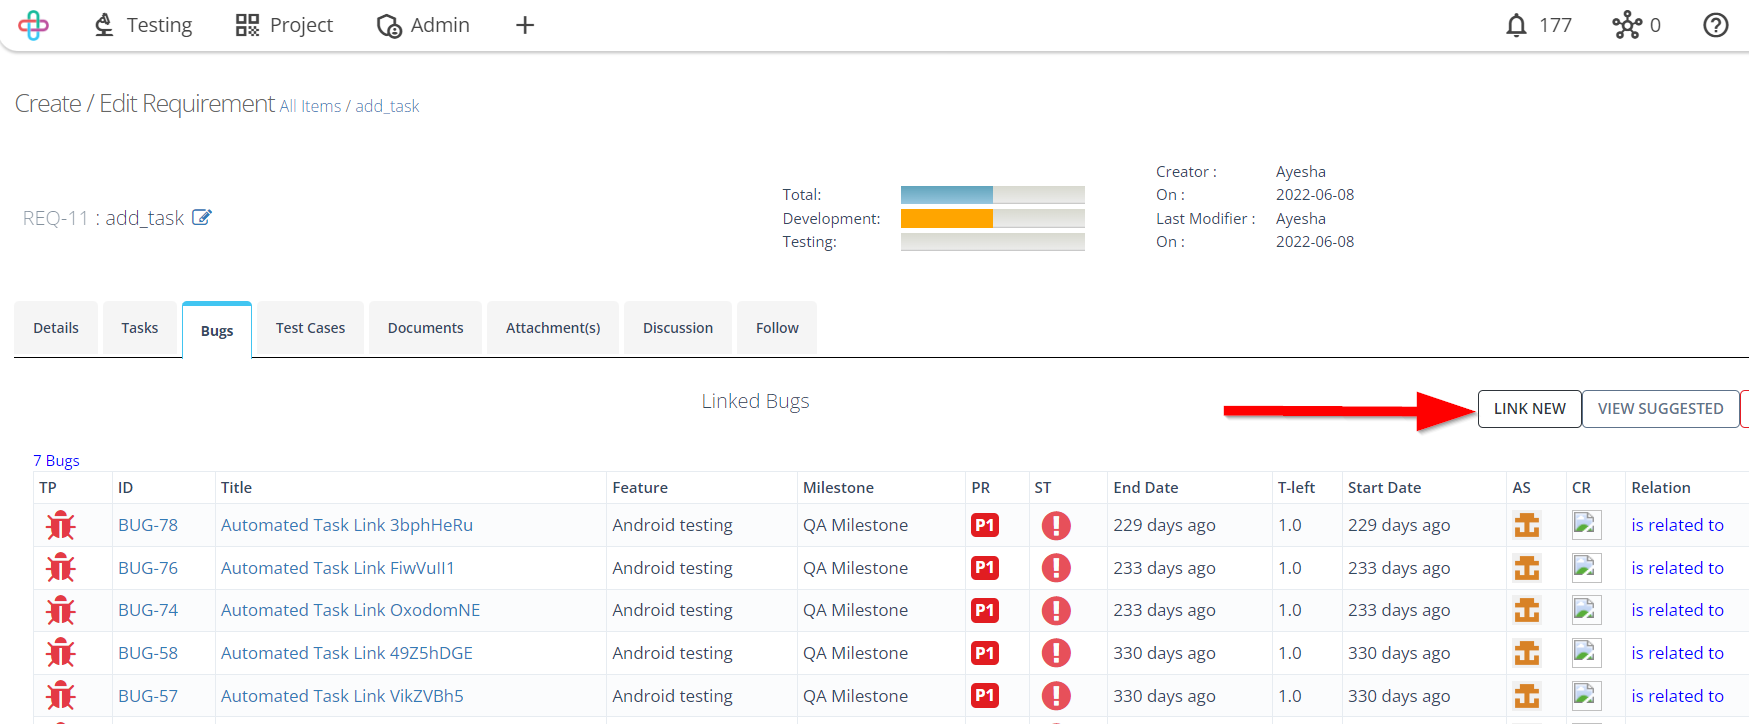 Testing Project Admin + 177 0
Create / Edit Requirement All Items / add_task
Creator : Ayesha
Total: On : 2022-06-08
REQ-11 : add_task Development: Last Modifier : Ayesha
Testing: On : 2022-06-08
Details Tasks Bugs Test Cases Documents Attachment(s) Discussion Follow
Linked Bugs LINK NEW VIEW SUGGESTED
7 Bugs
TP ID Title Feature Milestone PR ST End Date T-left Start Date AS CR Relation
BUG-78 Automated Task Link 3bphHeRu Android testing QA Milestone P1 229 days ago 1.0 229 days ago is related to
BUG-76 Automated Task Link FiwVuIl1 Android testing QA Milestone P1 233 days ago 1.0 233 days ago is related to
BUG-74 Automated Task Link OxodomNE Android testing QA Milestone P1 233 days ago 1.0 233 days ago is related to
BUG-58 Automated Task Link 49Z5hDGE Android testing QA Milestone P1 330 days ago 1.0 330 days ago is related to
BUG-57 Automated Task Link VikZVBh5 Android testing QA Milestone P1 330 days ago 1.0 330 days ago is related to